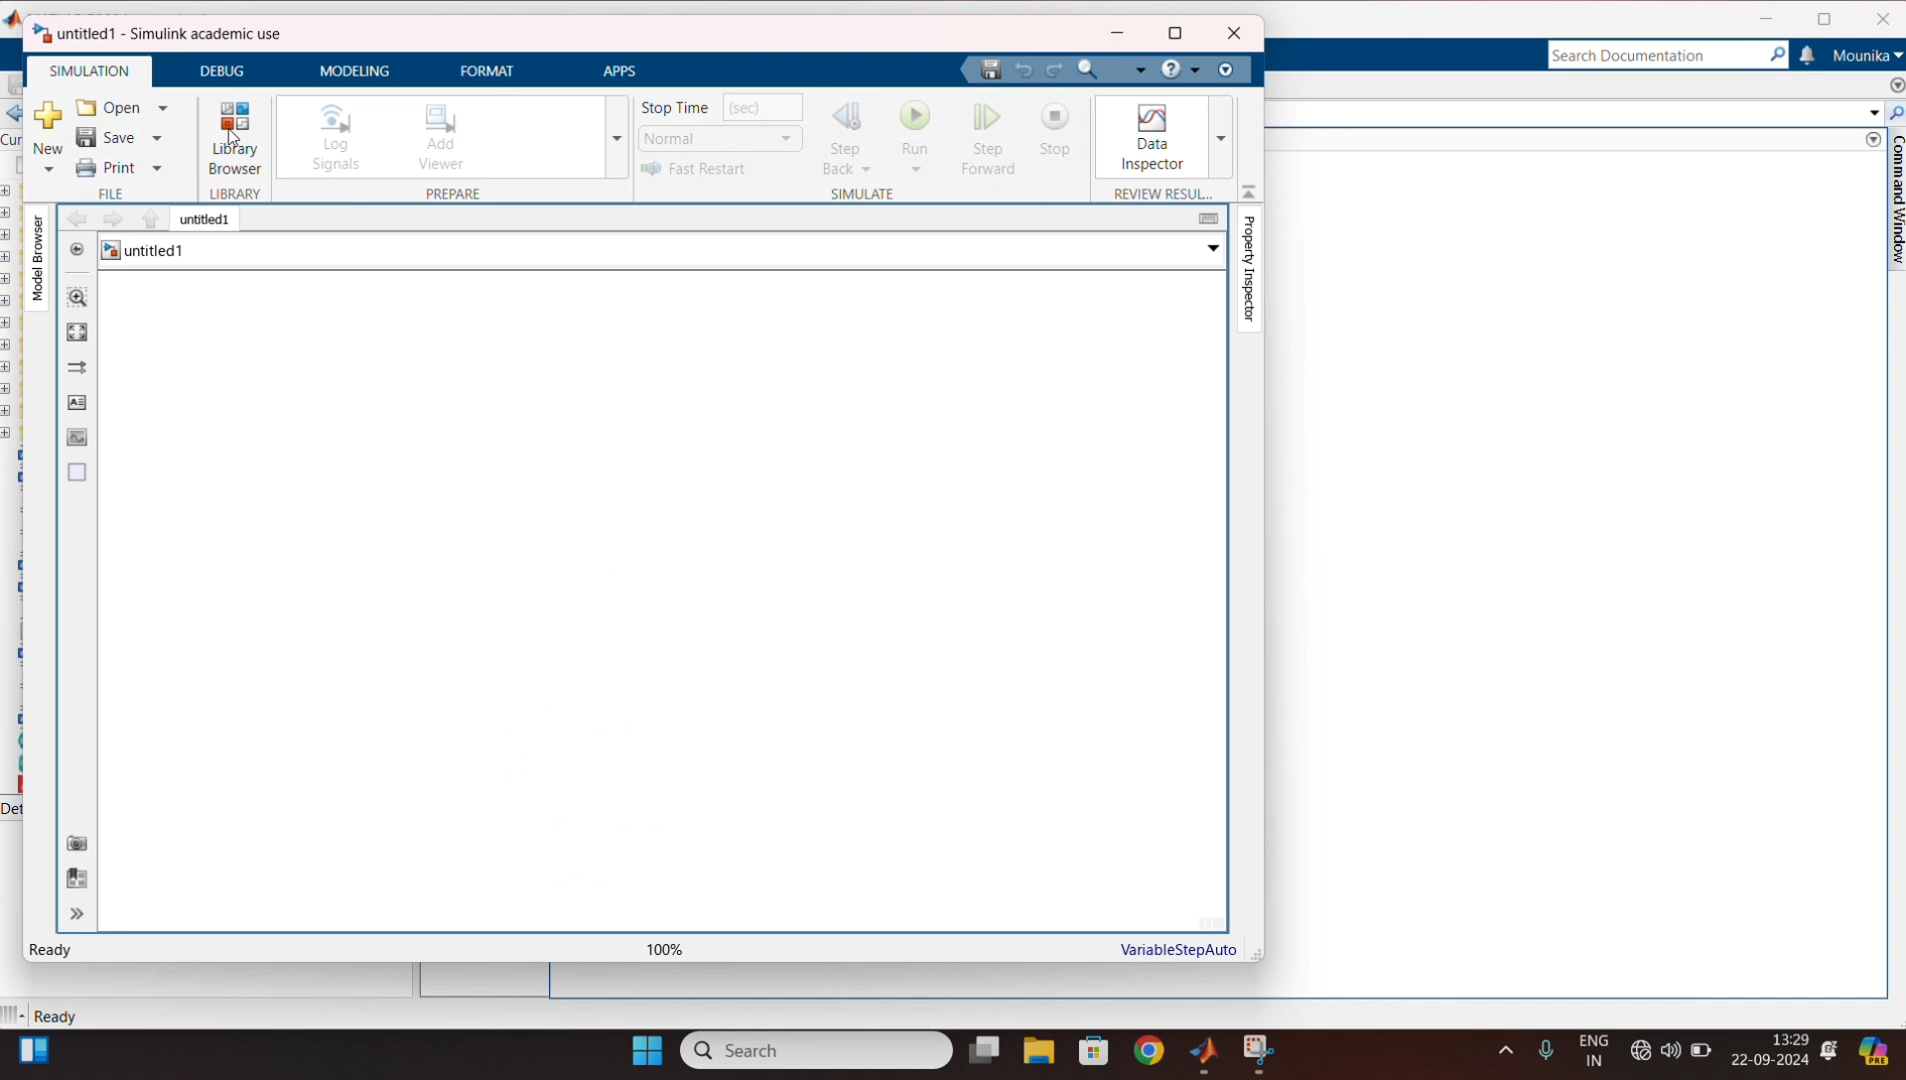 untitled1 - Simulink academic use
SIMULATION DEBUG MODELING FORMAT APPS
Search Documentation
Mounika
New
Open
Save
Print
FILE
Library
Browser
LIBRARY
Log
Signals
Add
Viewer
PREPARE
Stop Time (sec)
Normal
Fast Restart
Step
Back
Run
Step
Forward
Stop
SIMULATE
Data
Inspector
REVIEW RESUL...
Cur
untitled1
untitled1
Model Browser
Property Inspector
Command Window
Det
Ready 100% VariableStepAuto
Ready
Search
ENG
IN
13:29
22-09-2024
PRE